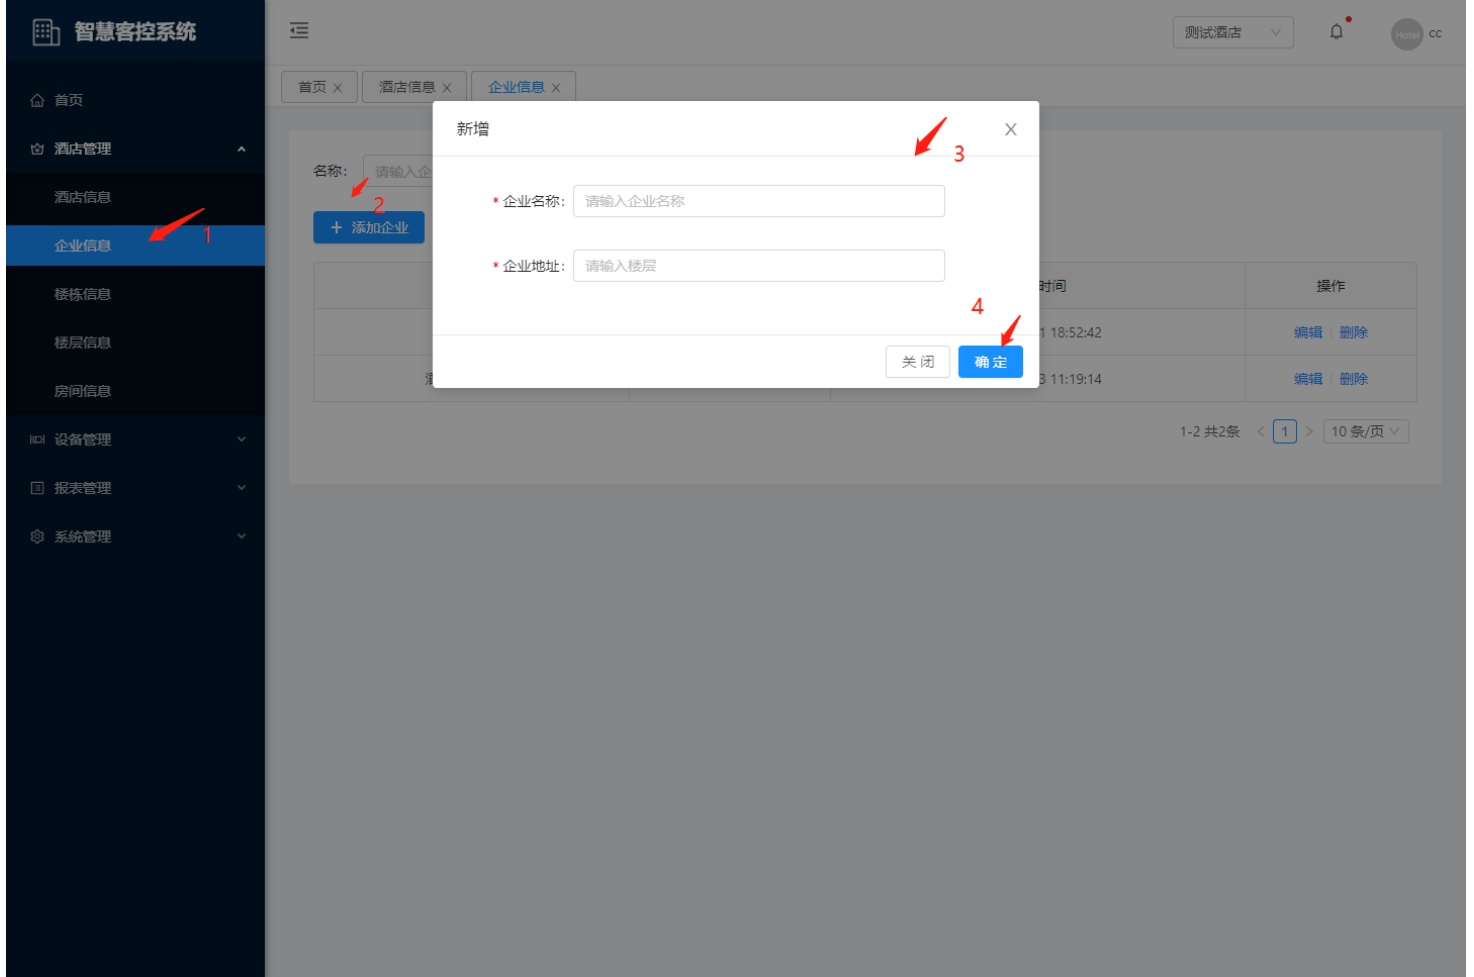 智慧客控系统
测试酒店
Hotel cc
首页
酒店管理
酒店信息
企业信息
楼栋信息
楼层信息
房间信息
设备管理
报表管理
系统管理
首页 X
酒店信息 X
企业信息 X
名称: 请输入企
+ 添加企业
时间
操作
1 18:52:42
编辑 删除
3 11:19:14
编辑 删除
1-2 共2条 < 1 > 10 条/页
新增
X
* 企业名称: 请输入企业名称
* 企业地址: 请输入楼层
关 闭
确 定
1
2
3
4